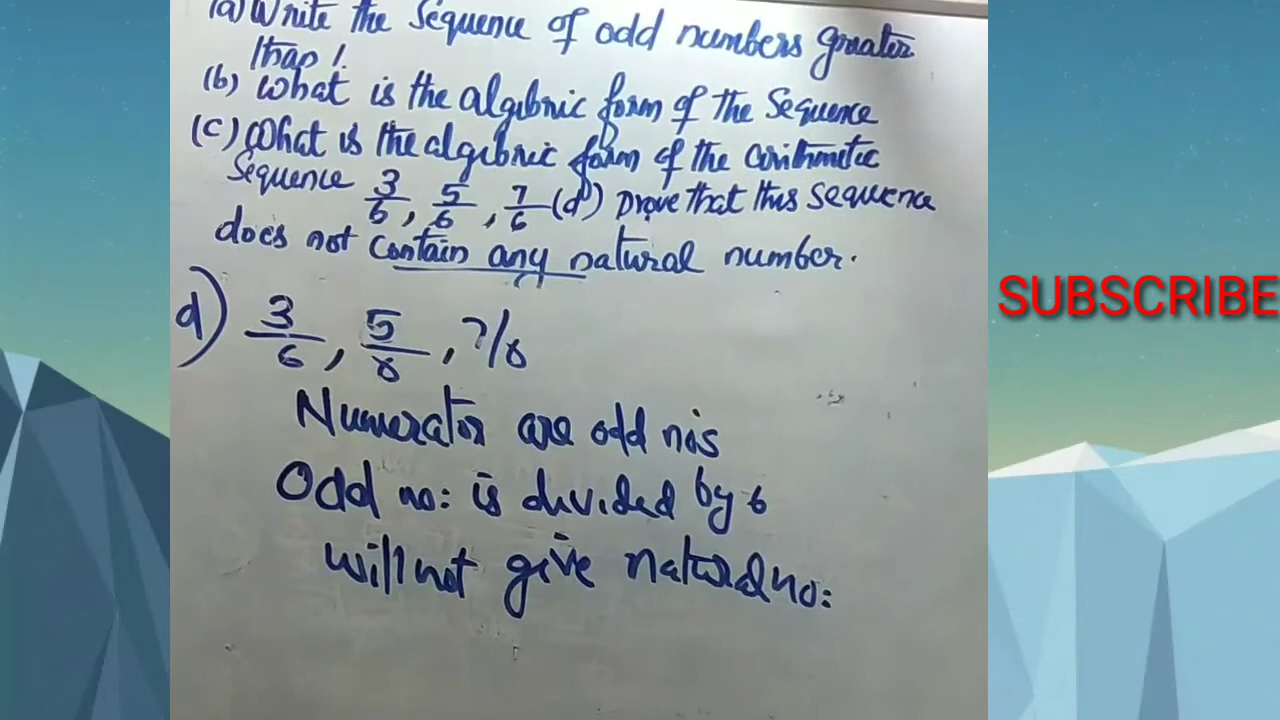 (a) Write the Sequence of odd numbers greater
than 1.
(b) What is the algebric form of the Sequence
(c) What is the algebric form of the arithmetic
Sequence 3/6, 5/6, 7/6 (d) prove that this sequence
does not contain any natural number.
d) 3/6, 5/6, 7/6
Numerator are odd no:s
Odd no: is divided by 6
will not give natural no:
SUBSCRIBE